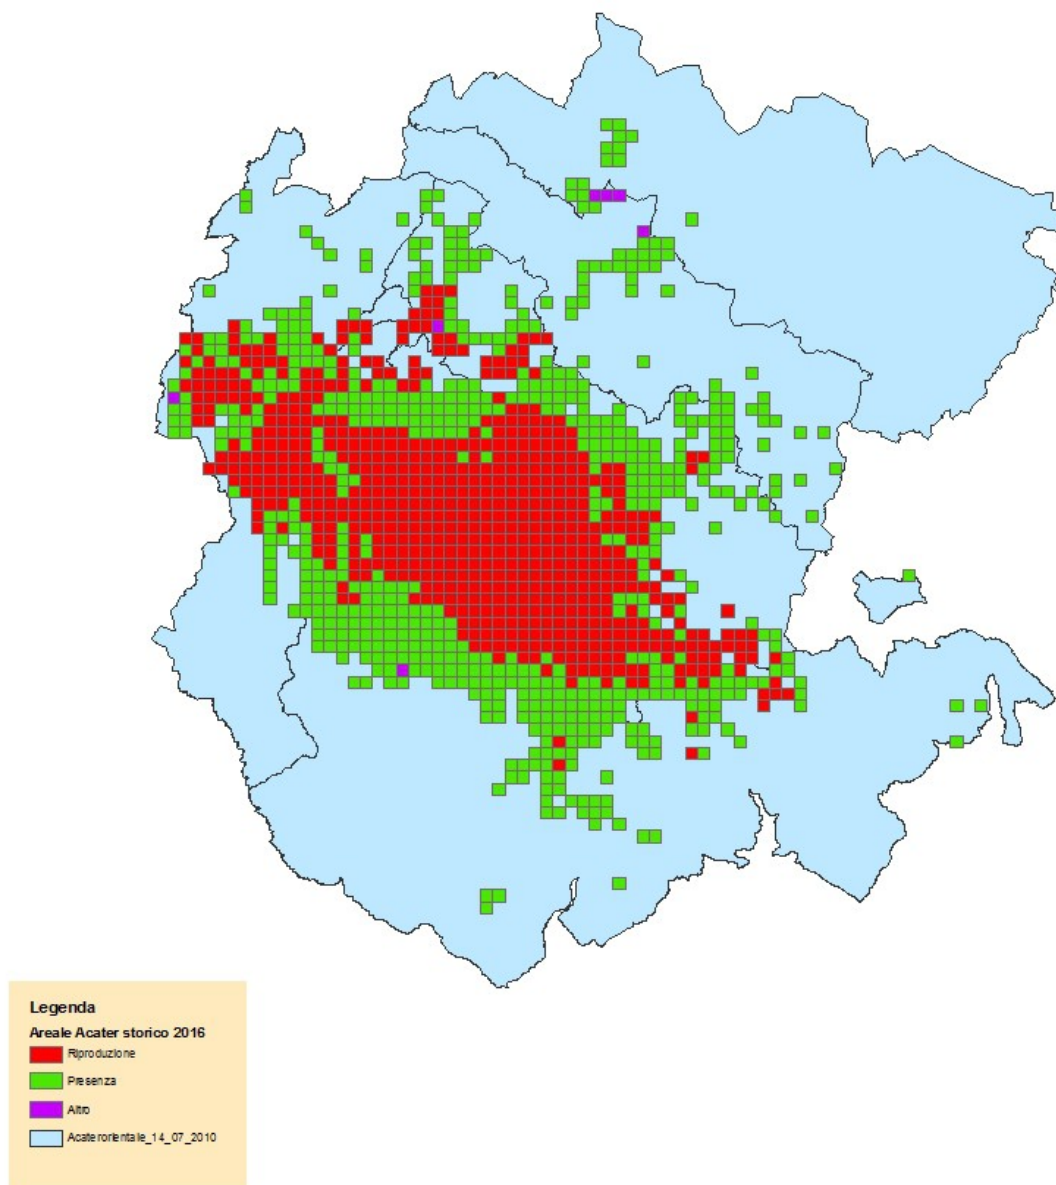 Legenda
Areale Acater storico 2016
Riproduzione
Presenza
Altro
Acaterorientale_14_07_2010